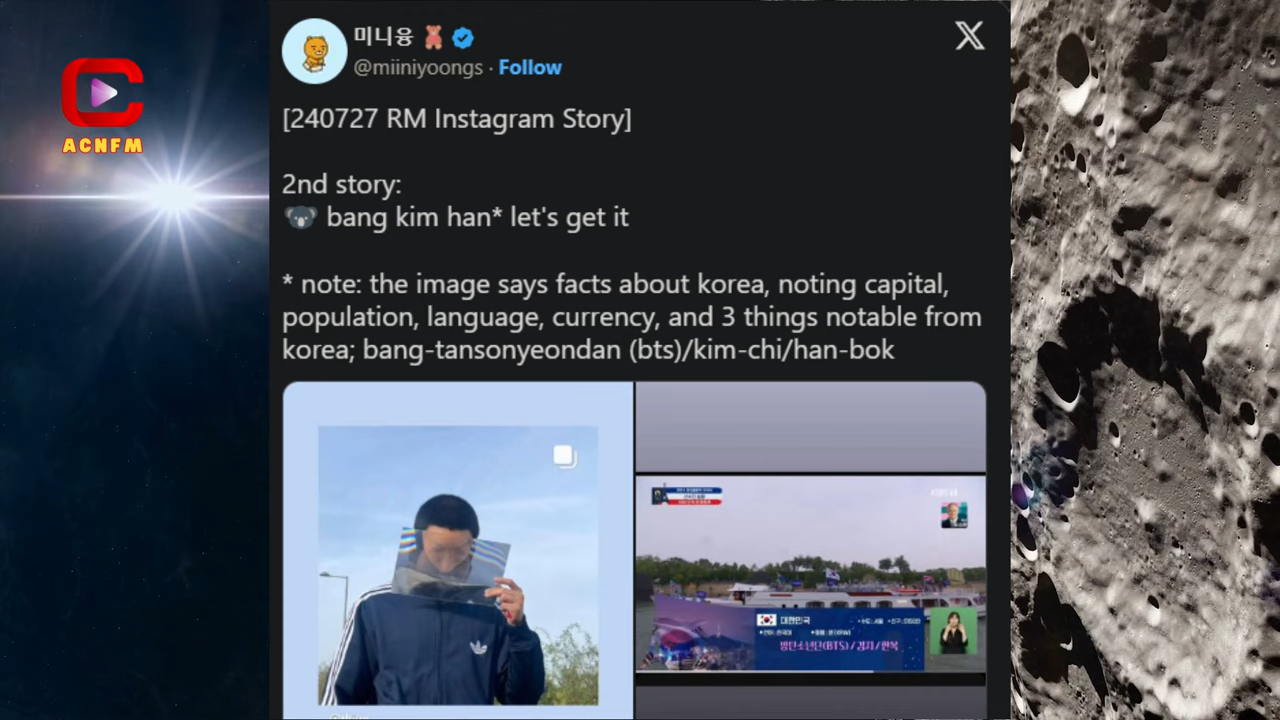 ACNFM
미니융
@miiniyoongs · Follow
[240727 RM Instagram Story]
2nd story:
🐨 bang kim han* let's get it
* note: the image says facts about korea, noting capital,
population, language, currency, and 3 things notable from
korea; bang-tansonyeondan (bts)/kim-chi/han-bok
대한민국
방탄소년단(BTS) / 김치 / 한복